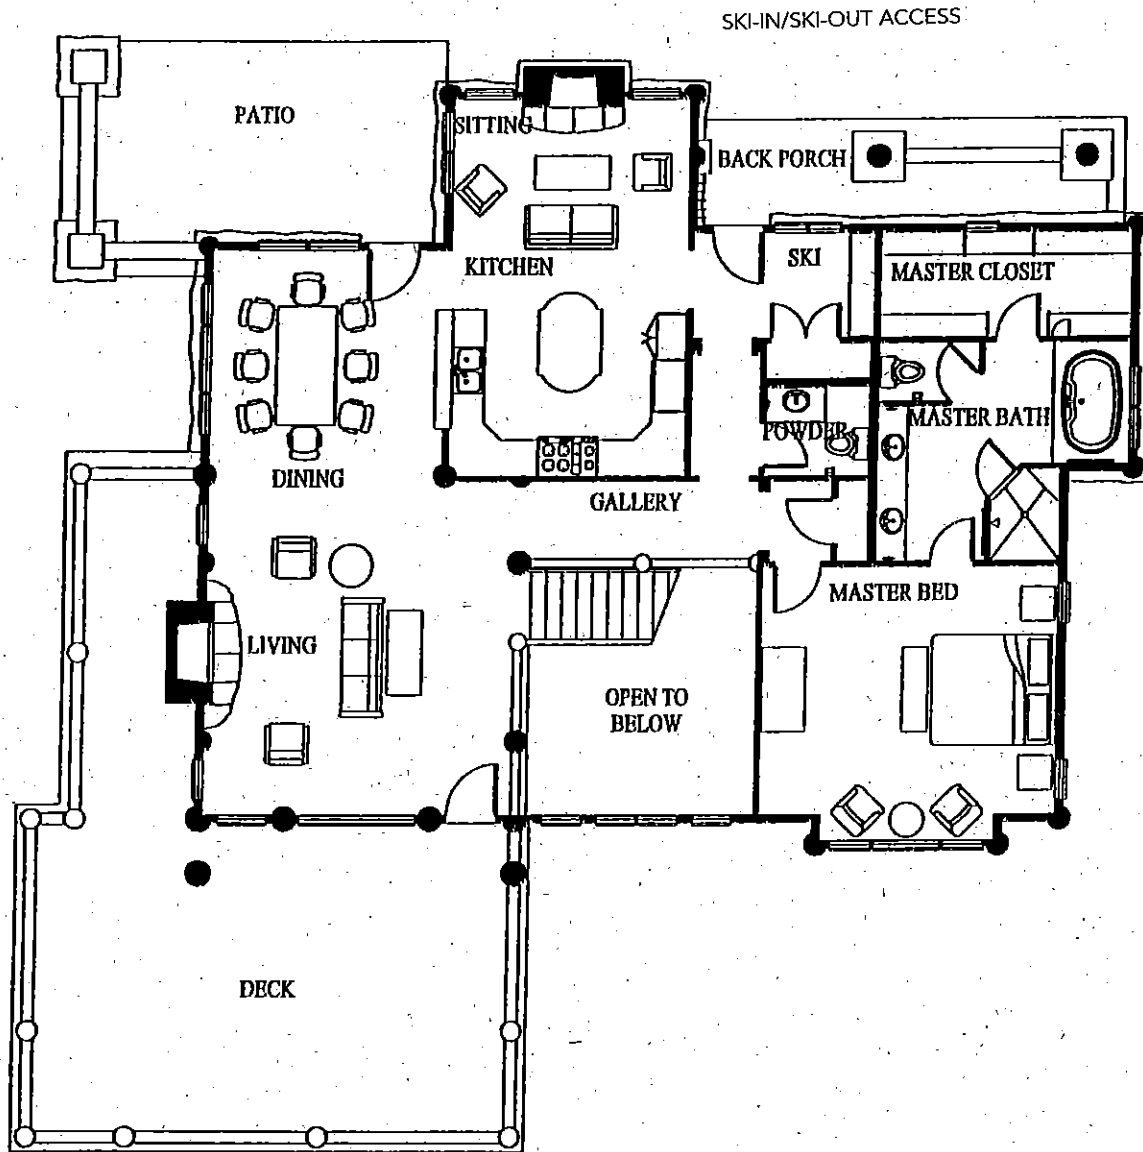 SKI-IN/SKI-OUT ACCESS
PATIO
SITTING
BACK PORCH
KITCHEN
SKI
MASTER CLOSET
POWDER
MASTER BATH
DINING
GALLERY
MASTER BED
LIVING
OPEN TO
BELOW
DECK